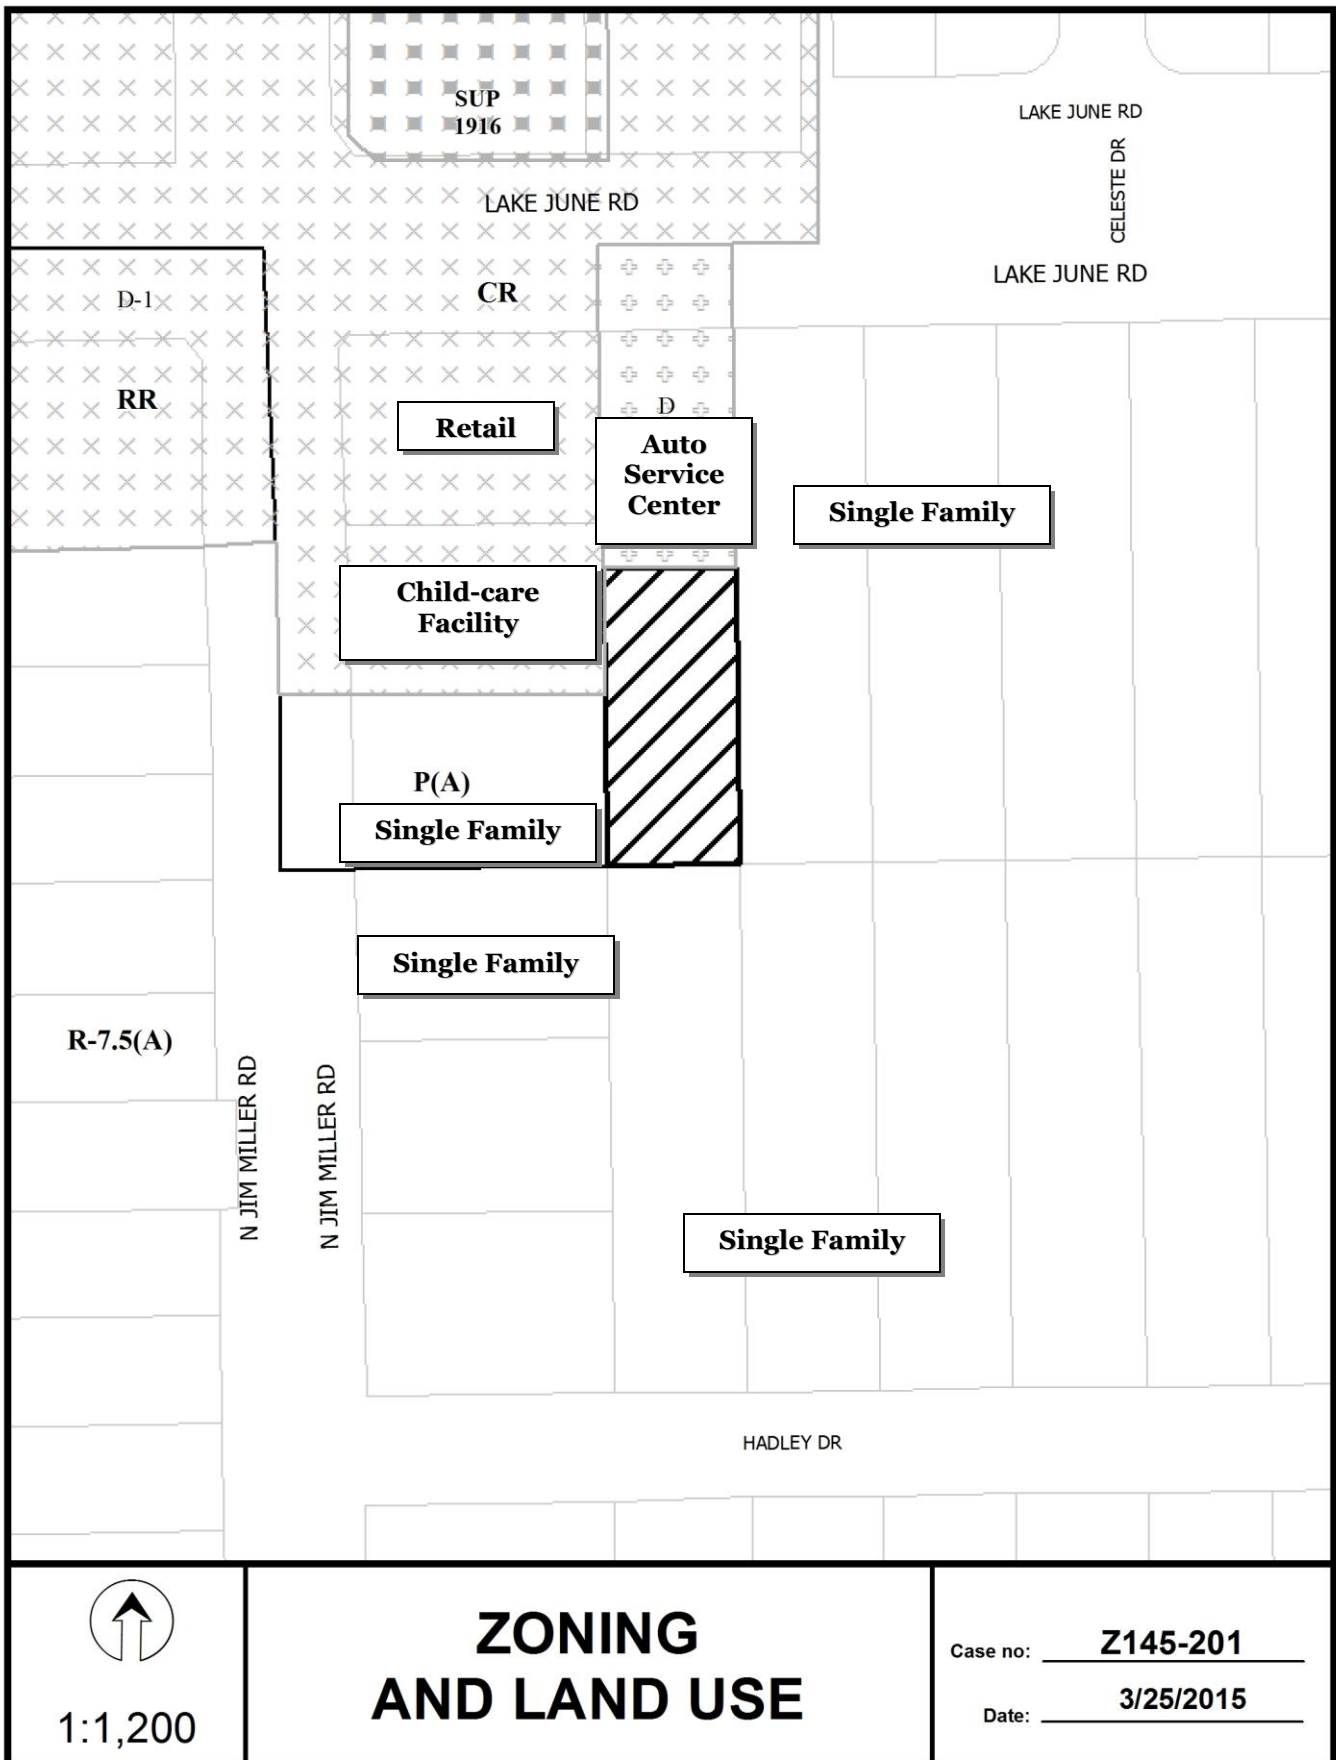 SUP
1916
LAKE JUNE RD
CELESTE DR
LAKE JUNE RD
LAKE JUNE RD
D-1
CR
RR
D
Retail
Auto
Service
Center
Single Family
Child-care
Facility
P(A)
Single Family
Single Family
R-7.5(A)
N JIM MILLER RD
N JIM MILLER RD
Single Family
HADLEY DR
1:1,200
ZONING
AND LAND USE
Case no: Z145-201
Date: 3/25/2015